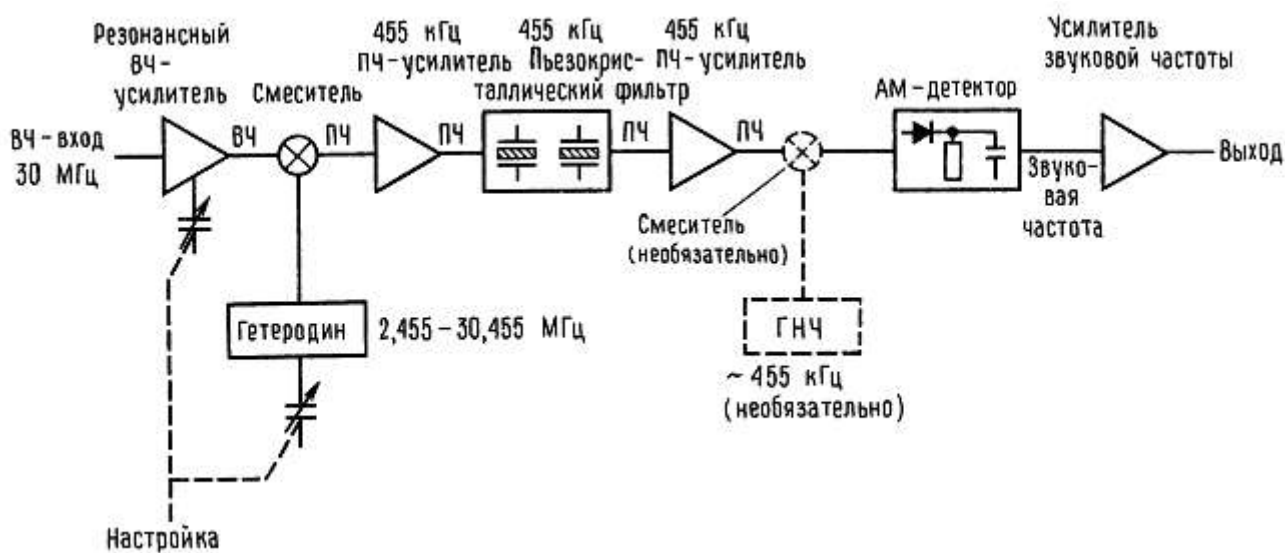 Резонансный
ВЧ-
усилитель
Смеситель
455 кГц
ПЧ-усилитель
455 кГц
Пьезокрис-
таллический фильтр
455 кГц
ПЧ-усилитель
АМ-детектор
Усилитель
звуковой частоты
ВЧ-вход
30 МГц
ВЧ
ПЧ
ПЧ
ПЧ
ПЧ
Звуко-
вая
частота
Выход
Смеситель
(необязательно)
Гетеродин
2,455-30,455 МГц
ГНЧ
~ 455 кГц
(необязательно)
Настройка